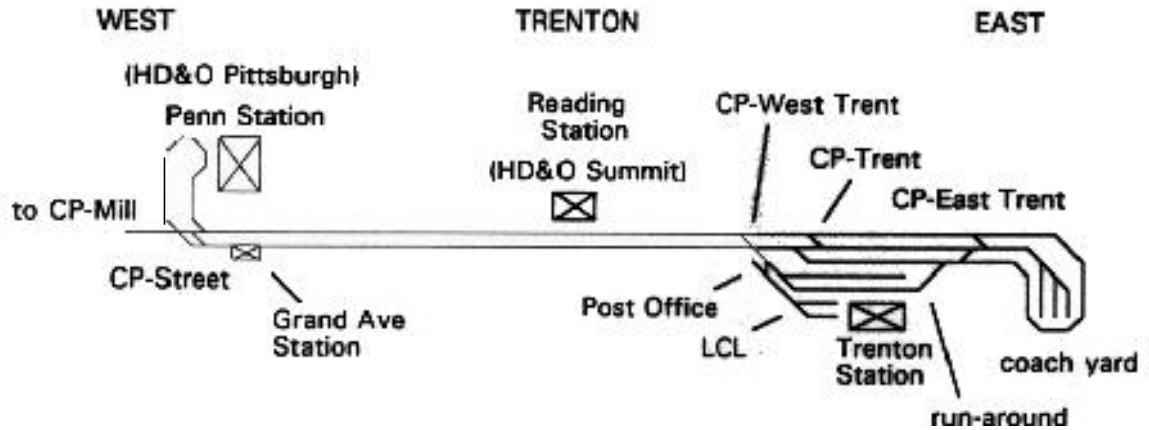 WEST
TRENTON
EAST
(HD&O Pittsburgh)
Penn Station
Reading
Station
(HD&O Summit)
CP-West Trent
CP-Trent
CP-East Trent
to CP-Mill
CP-Street
Grand Ave
Station
Post Office
LCL
Trenton
Station
coach yard
run-around